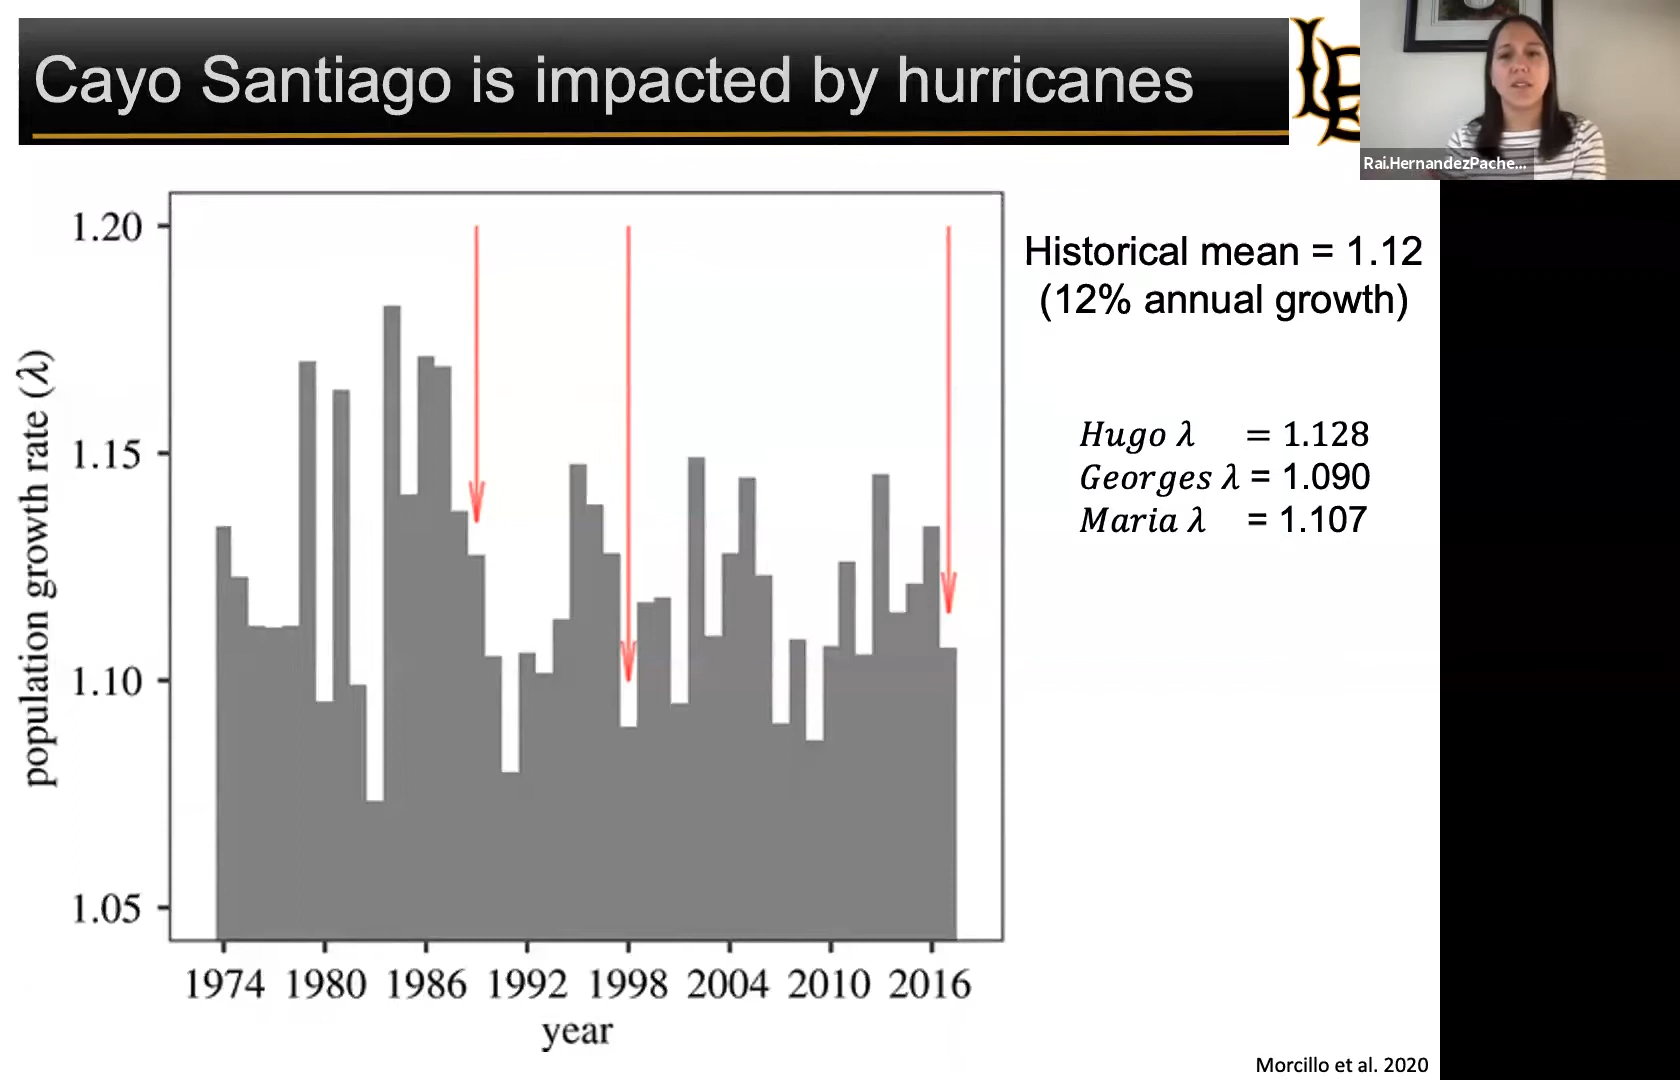 Cayo Santiago is impacted by hurricanes
LB
Rai.HernandezPache...
1.20
1.15
1.10
1.05
population growth rate (λ)
1974 1980 1986 1992 1998 2004 2010 2016
year
Historical mean = 1.12
(12% annual growth)
Hugo λ = 1.128
Georges λ = 1.090
Maria λ = 1.107
Morcillo et al. 2020